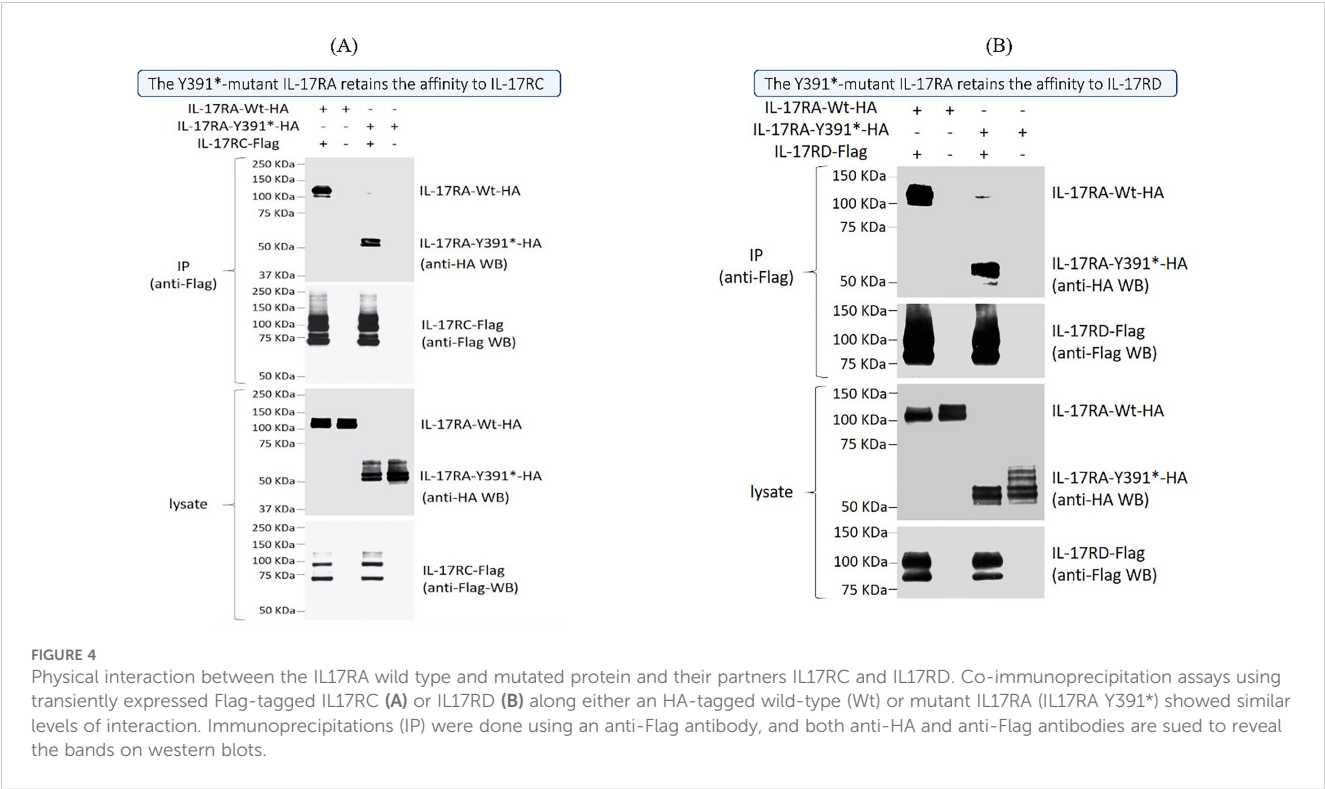 (A)
The Y391*-mutant IL-17RA retains the affinity to IL-17RC
IL-17RA-Wt-HA + + - -
IL-17RA-Y391*-HA - - + +
IL-17RC-Flag + - + -
250 KDa
150 KDa
100 KDa
75 KDa
50 KDa
37 KDa
IL-17RA-Wt-HA
IL-17RA-Y391*-HA
(anti-HA WB)
IP
(anti-Flag)
250 KDa
150 KDa
100 KDa
75 KDa
50 KDa
IL-17RC-Flag
(anti-Flag WB)
250 KDa
150 KDa
100 KDa
75 KDa
50 KDa
37 KDa
IL-17RA-Wt-HA
IL-17RA-Y391*-HA
(anti-HA WB)
lysate
250 KDa
150 KDa
100 KDa
75 KDa
50 KDa
IL-17RC-Flag
(anti-Flag-WB)
(B)
The Y391*-mutant IL-17RA retains the affinity to IL-17RD
IL-17RA-Wt-HA + + - -
IL-17RA-Y391*-HA - - + +
IL-17RD-Flag + - + -
150 KDa
100 KDa
75 KDa
50 KDa
IL-17RA-Wt-HA
IL-17RA-Y391*-HA
(anti-HA WB)
IP
(anti-Flag)
150 KDa
100 KDa
75 KDa
IL-17RD-Flag
(anti-Flag WB)
150 KDa
100 KDa
75 KDa
50 KDa
IL-17RA-Wt-HA
IL-17RA-Y391*-HA
(anti-HA WB)
lysate
150 KDa
100 KDa
75 KDa
IL-17RD-Flag
(anti-Flag WB)
FIGURE 4
Physical interaction between the IL17RA wild type and mutated protein and their partners IL17RC and IL17RD. Co-immunoprecipitation assays using
transiently expressed Flag-tagged IL17RC (A) or IL17RD (B) along either an HA-tagged wild-type (Wt) or mutant IL17RA (IL17RA Y391*) showed similar
levels of interaction. Immunoprecipitations (IP) were done using an anti-Flag antibody, and both anti-HA and anti-Flag antibodies are sued to reveal
the bands on western blots.